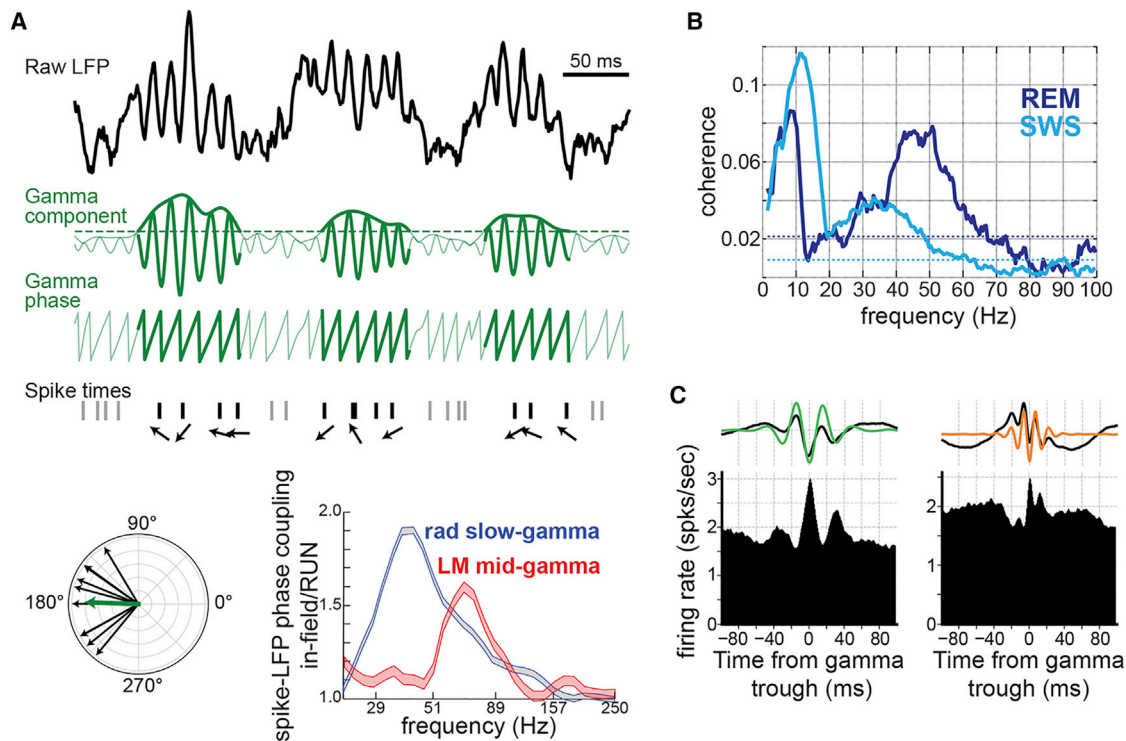 A
Raw LFP
50 ms
Gamma
component
Gamma
phase
Spike times
90°
180°
0°
270°
spike-LFP phase coupling
in-field/RUN
2.0
1.5
1.0
rad slow-gamma
LM mid-gamma
29 51 89 157 250
frequency (Hz)
B
REM
SWS
coherence
0.1
0.06
0.02
0 10 20 30 40 50 60 70 80 90 100
frequency (Hz)
C
firing rate (spks/sec)
3
2
1
0
-80 -40 0 40 80
Time from gamma
trough (ms)
2
1
0
-80 -40 0 40 80
Time from gamma
trough (ms)